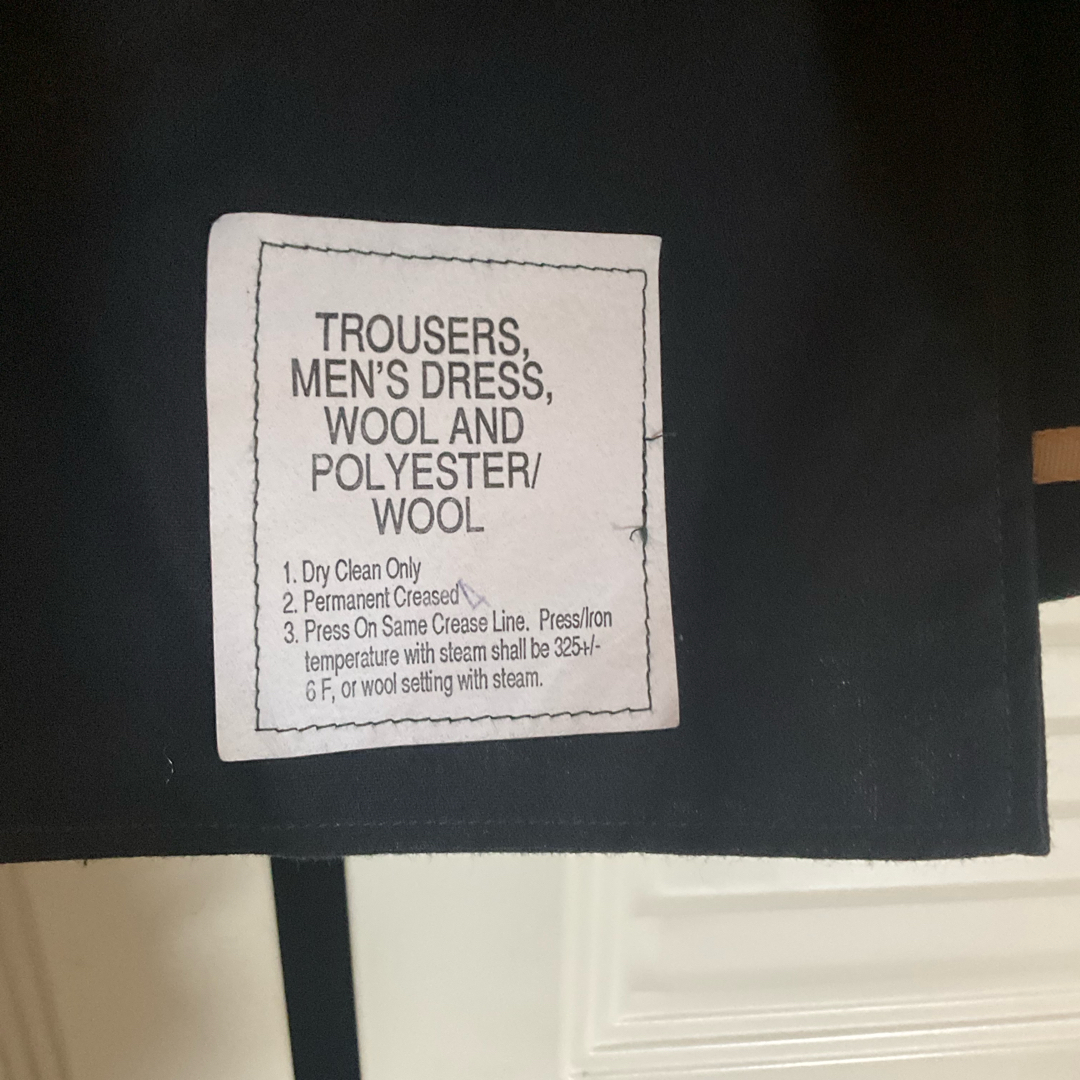 TROUSERS,
MEN'S DRESS,
WOOL AND
POLYESTER/
WOOL
1. Dry Clean Only
2. Permanent Creased
3. Press On Same Crease Line. Press/Iron
temperature with steam shall be 325+/-
6 F, or wool setting with steam.